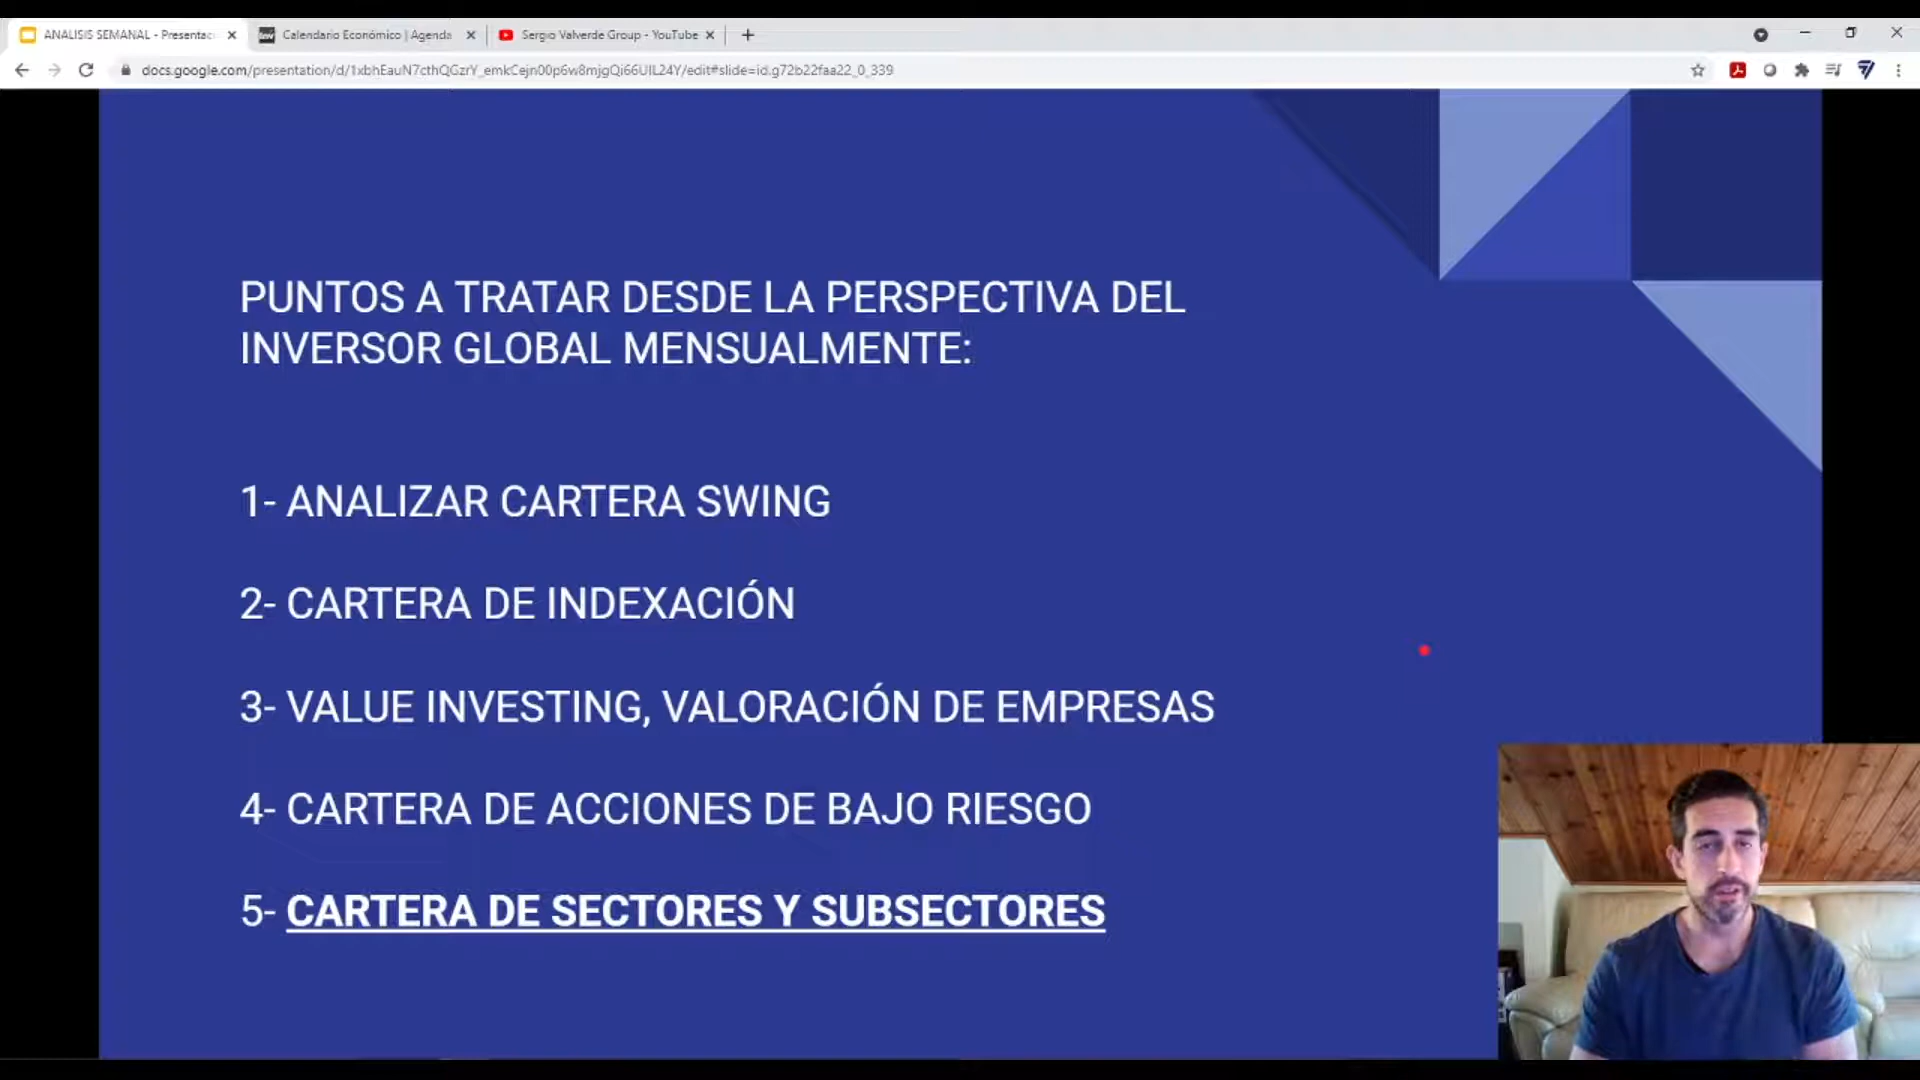 ANALISIS SEMANAL - Presentac
Calendario Económico | Agenda
Sergio Valverde Group - YouTube
docs.google.com/presentation/d/1xbhEauN7cthQGzrY_emkCejn00p6w8mjgQi66UIL24Y/edit#slide=id.g72b22faa22_0_339
PUNTOS A TRATAR DESDE LA PERSPECTIVA DEL
INVERSOR GLOBAL MENSUALMENTE:
1- ANALIZAR CARTERA SWING
2- CARTERA DE INDEXACIÓN
3- VALUE INVESTING, VALORACIÓN DE EMPRESAS
4- CARTERA DE ACCIONES DE BAJO RIESGO
5- CARTERA DE SECTORES Y SUBSECTORES